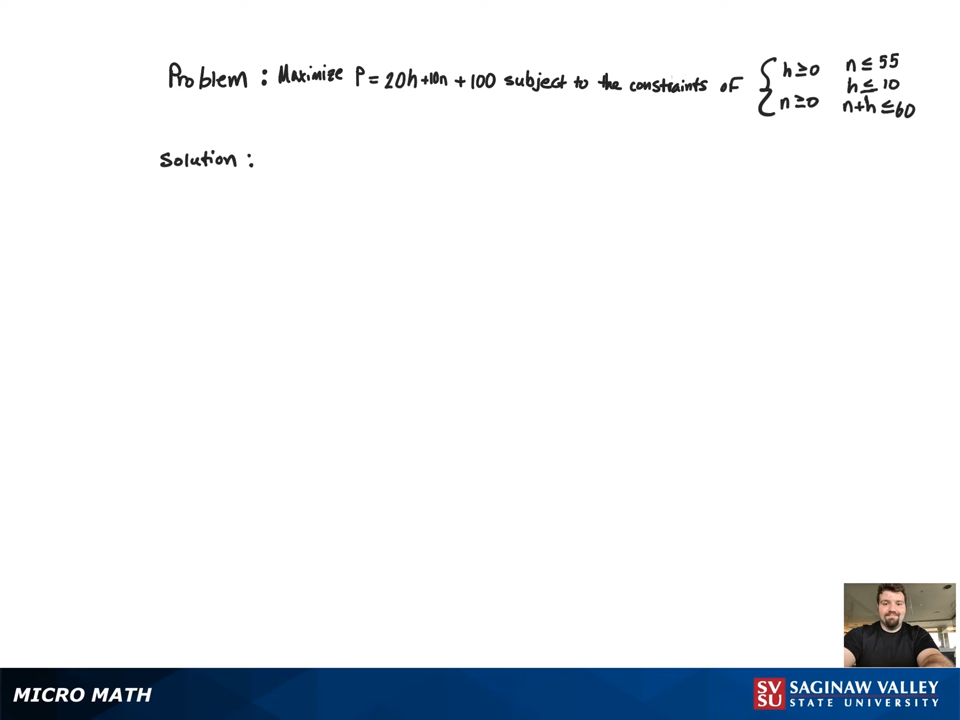 Problem : Maximize P = 20h +10n + 100 subject to the constraints of { h ≥ 0 n ≤ 55
h ≤ 10
n ≥ 0 n+h ≤ 60
Solution :
MICRO MATH
SV SU SAGINAW VALLEY
STATE UNIVERSITY